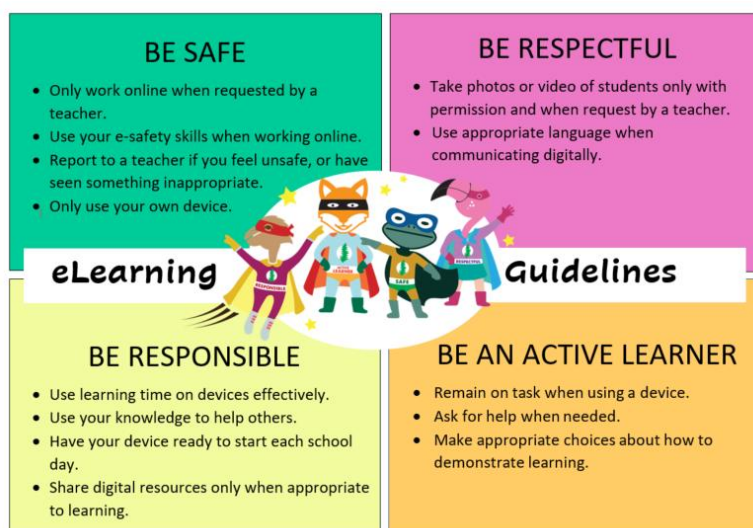 BE SAFE
• Only work online when requested by a
teacher.
• Use your e-safety skills when working online.
• Report to a teacher if you feel unsafe, or have
seen something inappropriate.
• Only use your own device.
BE RESPECTFUL
• Take photos or video of students only with
permission and when request by a teacher.
• Use appropriate language when
communicating digitally.
eLearning
Guidelines
RESPONSIBLE
LEARNER
SAFE
RESPECTFUL
BE RESPONSIBLE
• Use learning time on devices effectively.
• Use your knowledge to help others.
• Have your device ready to start each school
day.
• Share digital resources only when appropriate
to learning.
BE AN ACTIVE LEARNER
• Remain on task when using a device.
• Ask for help when needed.
• Make appropriate choices about how to
demonstrate learning.